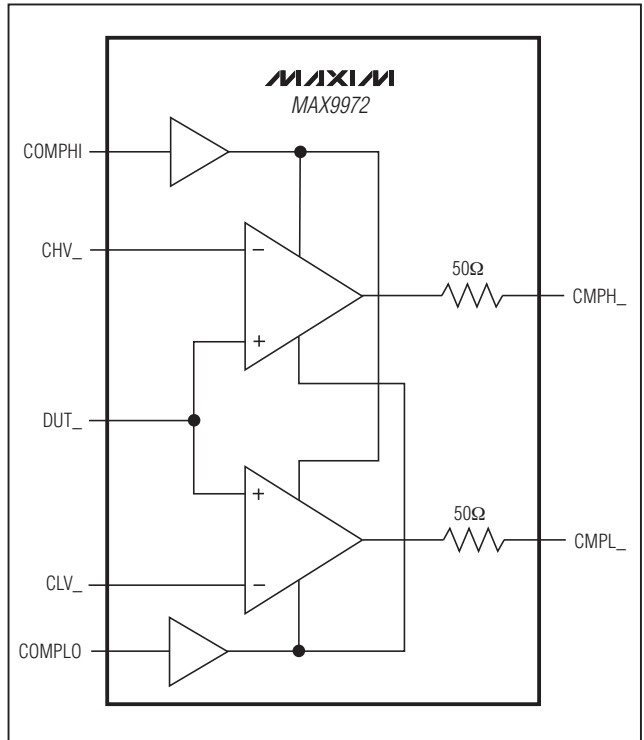 MAXIM
MAX9972
COMPHI
CHV_
−
50Ω
CMPH_
+
DUT_
+
50Ω
CMPL_
CLV_
−
COMPLO